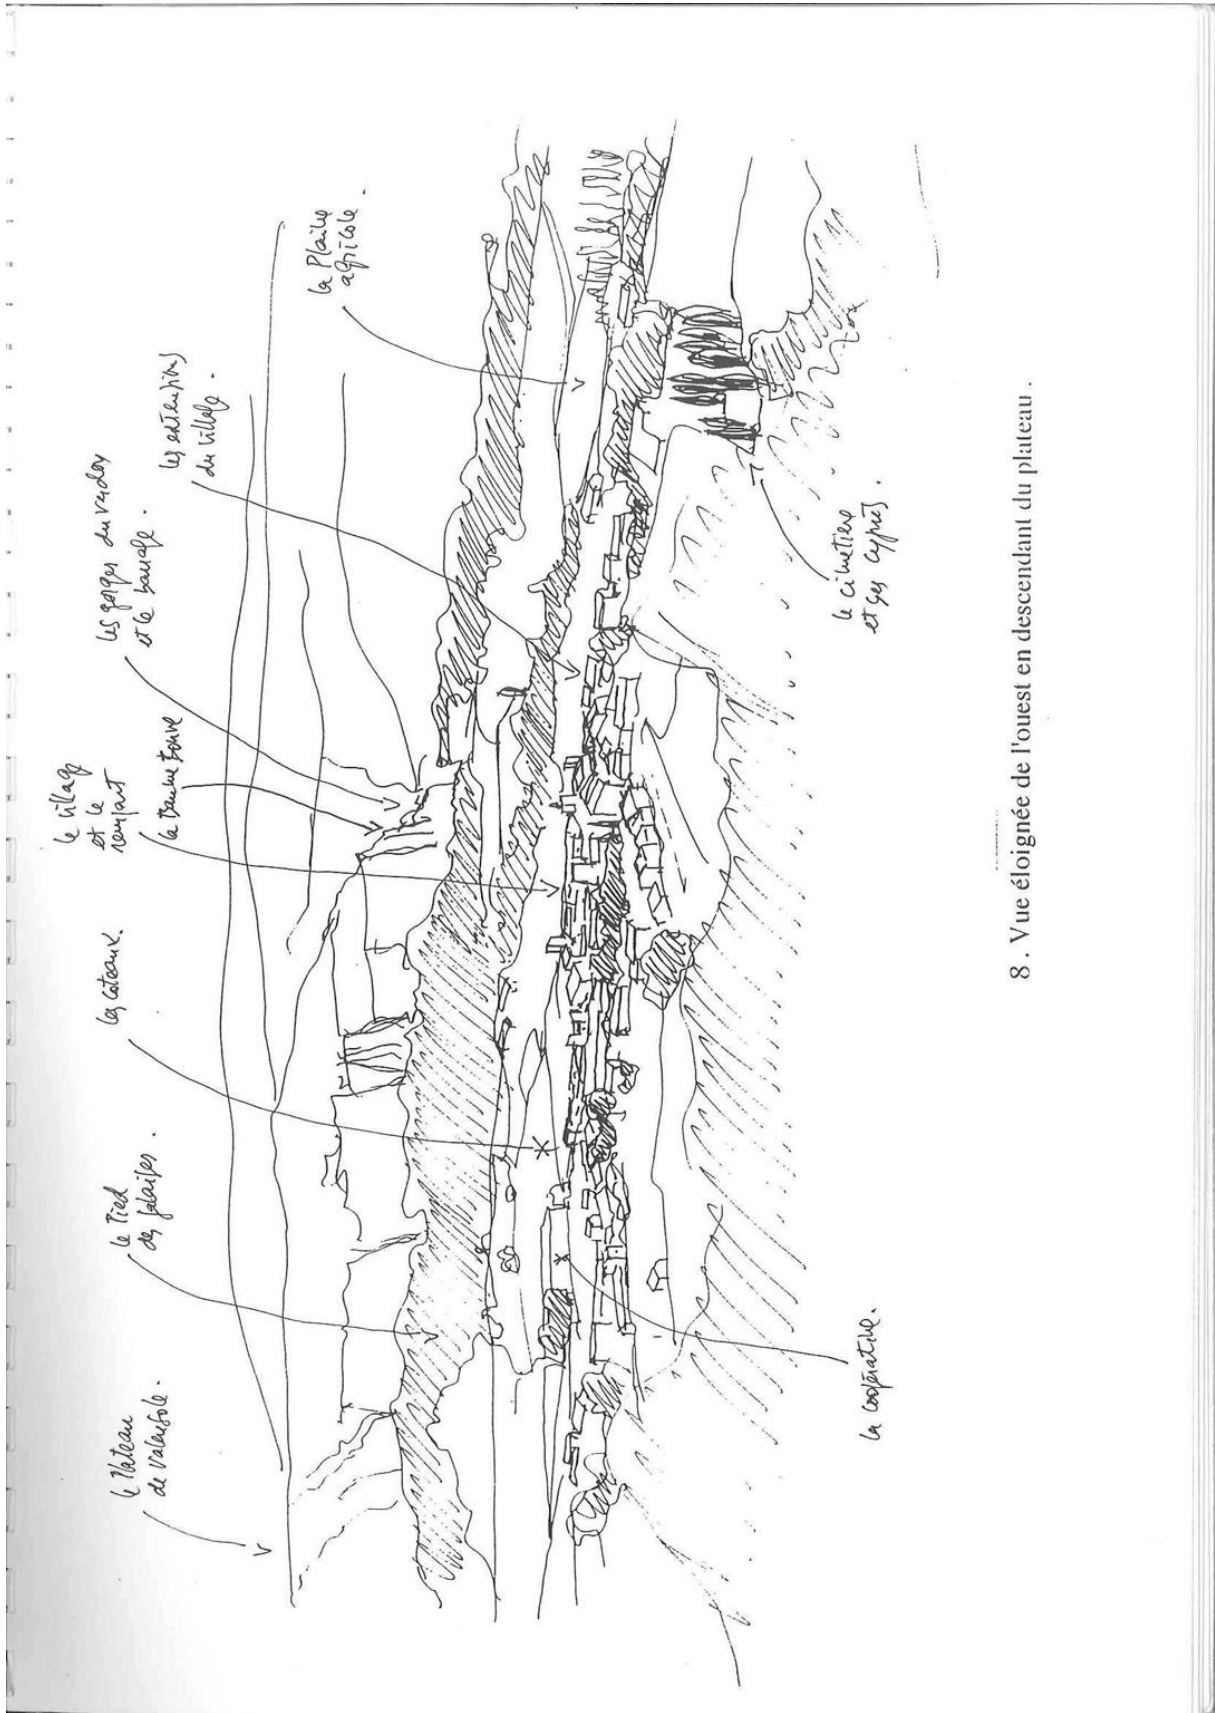 le Plateau
de Valensole.
le Pied
des falaises.
les coteaux.
le village
et le
rempart
la Baume
les gorges du verdon
et le barrage.
les extentions
du village.
la Plaine
agricole.
la coopérative.
le cimetière
et ses cyprès.
8 . Vue éloignée de l'ouest en descendant du plateau .